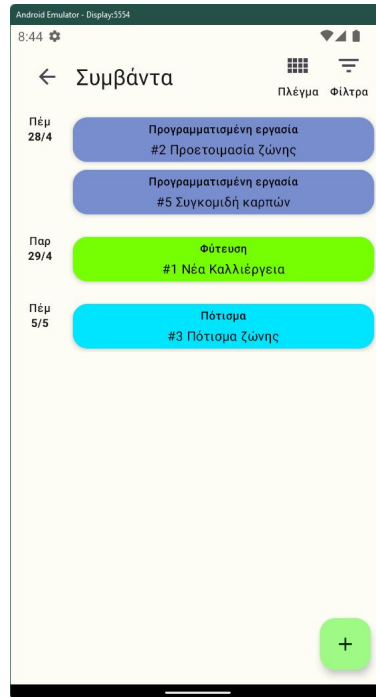 Android Emulator - Display:5554
8:44
Συμβάντα
Πλέγμα Φίλτρα
Πέμ
28/4
Προγραμματισμένη εργασία
#2 Προετοιμασία ζώνης
Προγραμματισμένη εργασία
#5 Συγκομιδή καρπών
Παρ
29/4
Φύτευση
#1 Νέα Καλλιέργεια
Πέμ
5/5
Πότισμα
#3 Πότισμα ζώνης
+